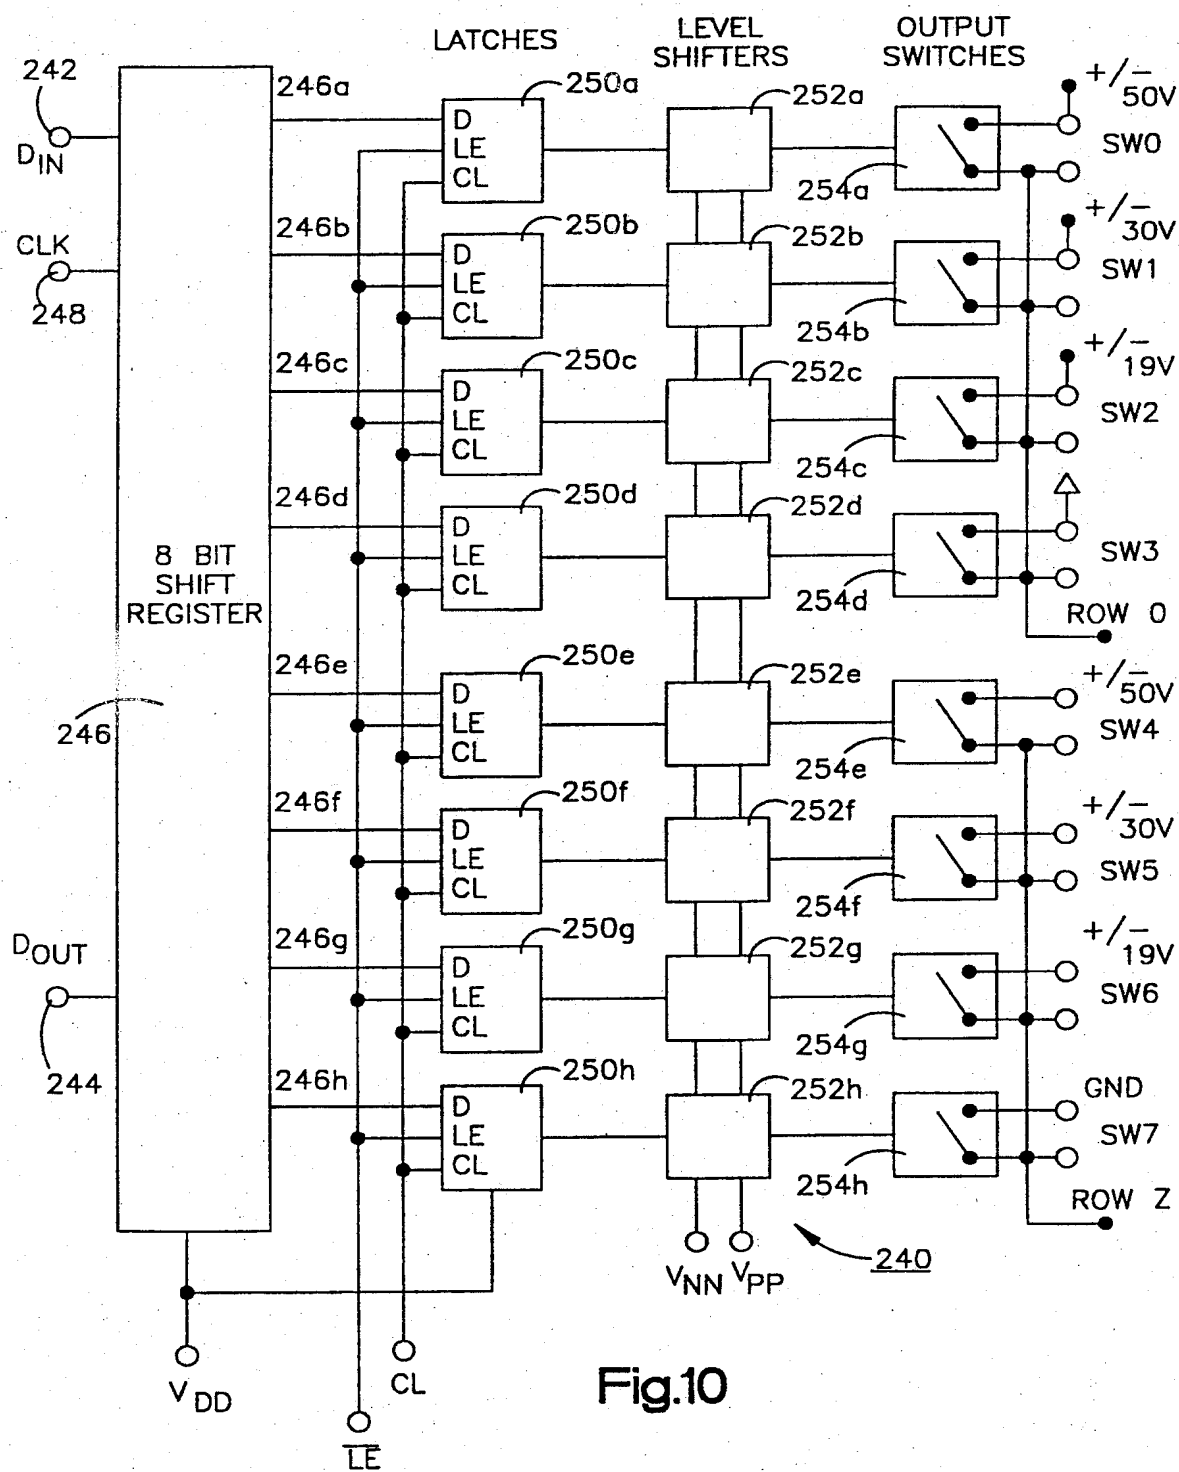 LATCHES
LEVEL
SHIFTERS
OUTPUT
SWITCHES
242
DIN
CLK
248
8 BIT
SHIFT
REGISTER
246
DOUT
244
VDD
246a
250a
D
LE
CL
252a
254a
+/-
50V
SW0
246b
250b
D
LE
CL
252b
254b
+/-
30V
SW1
246c
250c
D
LE
CL
252c
254c
+/-
19V
SW2
246d
250d
D
LE
CL
252d
254d
SW3
ROW 0
246e
250e
D
LE
CL
252e
254e
+/-
50V
SW4
246f
250f
D
LE
CL
252f
254f
+/-
30V
SW5
246g
250g
D
LE
CL
252g
254g
+/-
19V
SW6
246h
250h
D
LE
CL
252h
254h
GND
SW7
ROW Z
VNN
VPP
240
CL
L̅E̅
Fig.10